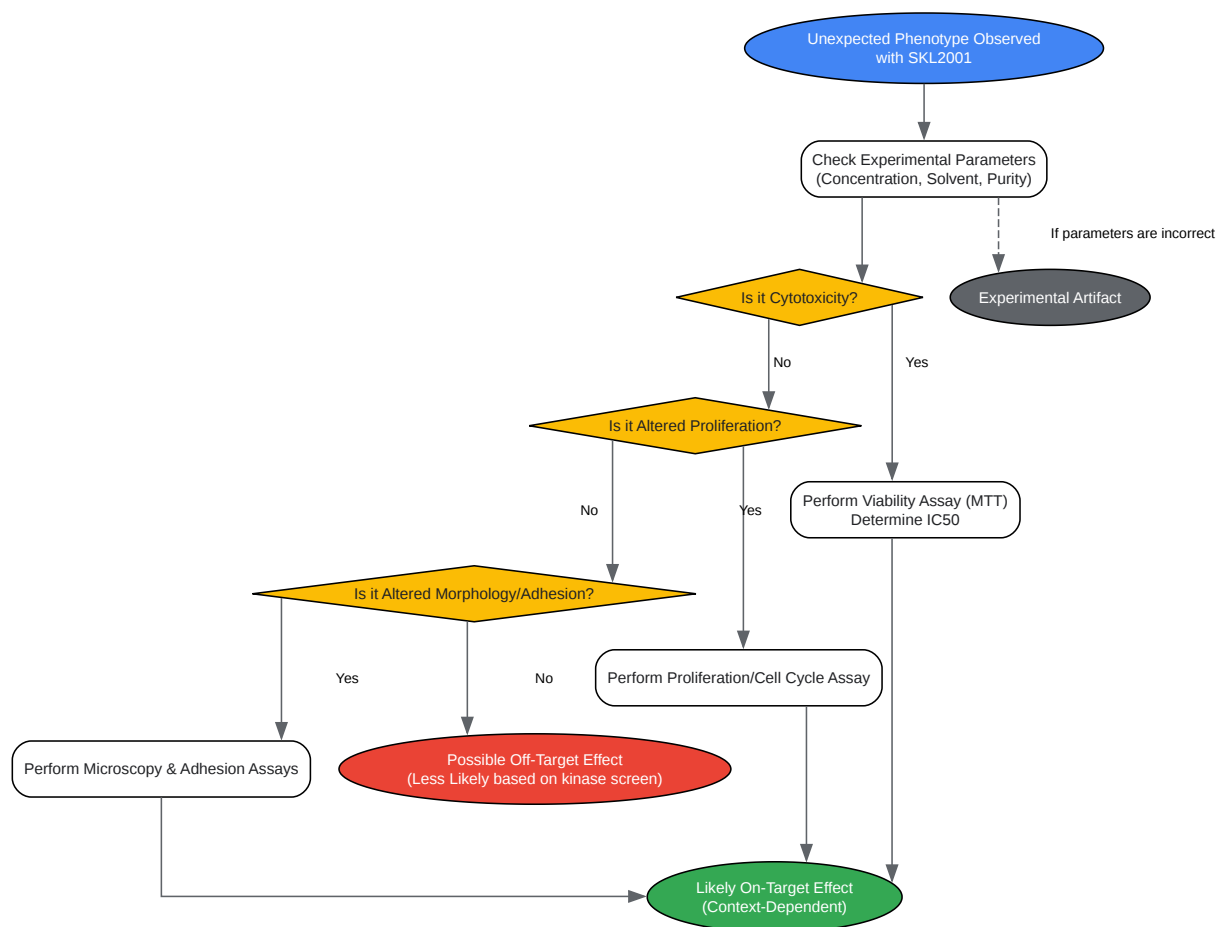 Unexpected Phenotype Observed
with SKL2001
Check Experimental Parameters
(Concentration, Solvent, Purity)
If parameters are incorrect
Is it Cytotoxicity?
Experimental Artifact
No
Yes
Is it Altered Proliferation?
No
Yes
Perform Viability Assay (MTT)
Determine IC50
Is it Altered Morphology/Adhesion?
Yes
No
Perform Proliferation/Cell Cycle Assay
Perform Microscopy & Adhesion Assays
Possible Off-Target Effect
(Less Likely based on kinase screen)
Likely On-Target Effect
(Context-Dependent)